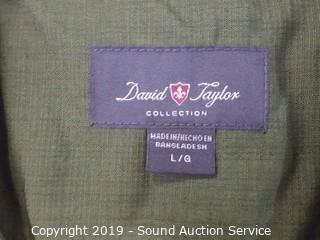 David Taylor
COLLECTION
MADE IN/HECHO EN
BANGLADESH
L/G
Copyright 2019 - Sound Auction Service